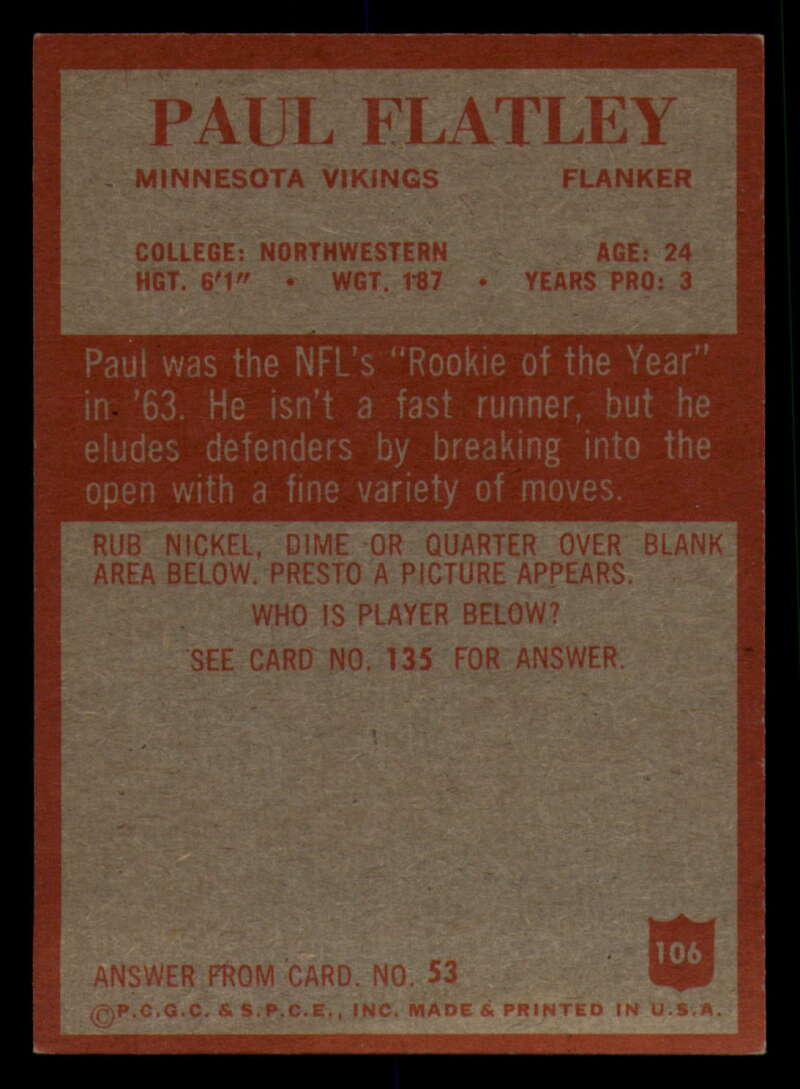 PAUL FLATLEY
MINNESOTA VIKINGS FLANKER
COLLEGE: NORTHWESTERN AGE: 24
HGT. 6'1" • WGT. 187 • YEARS PRO: 3
Paul was the NFL's "Rookie of the Year"
in '63. He isn't a fast runner, but he
eludes defenders by breaking into the
open with a fine variety of moves.
RUB NICKEL, DIME OR QUARTER OVER BLANK
AREA BELOW. PRESTO A PICTURE APPEARS.
WHO IS PLAYER BELOW?
SEE CARD NO. 135 FOR ANSWER.
106
ANSWER FROM CARD. NO. 53
©P.C.G.C. & S.P.C.E., INC. MADE & PRINTED IN U.S.A.